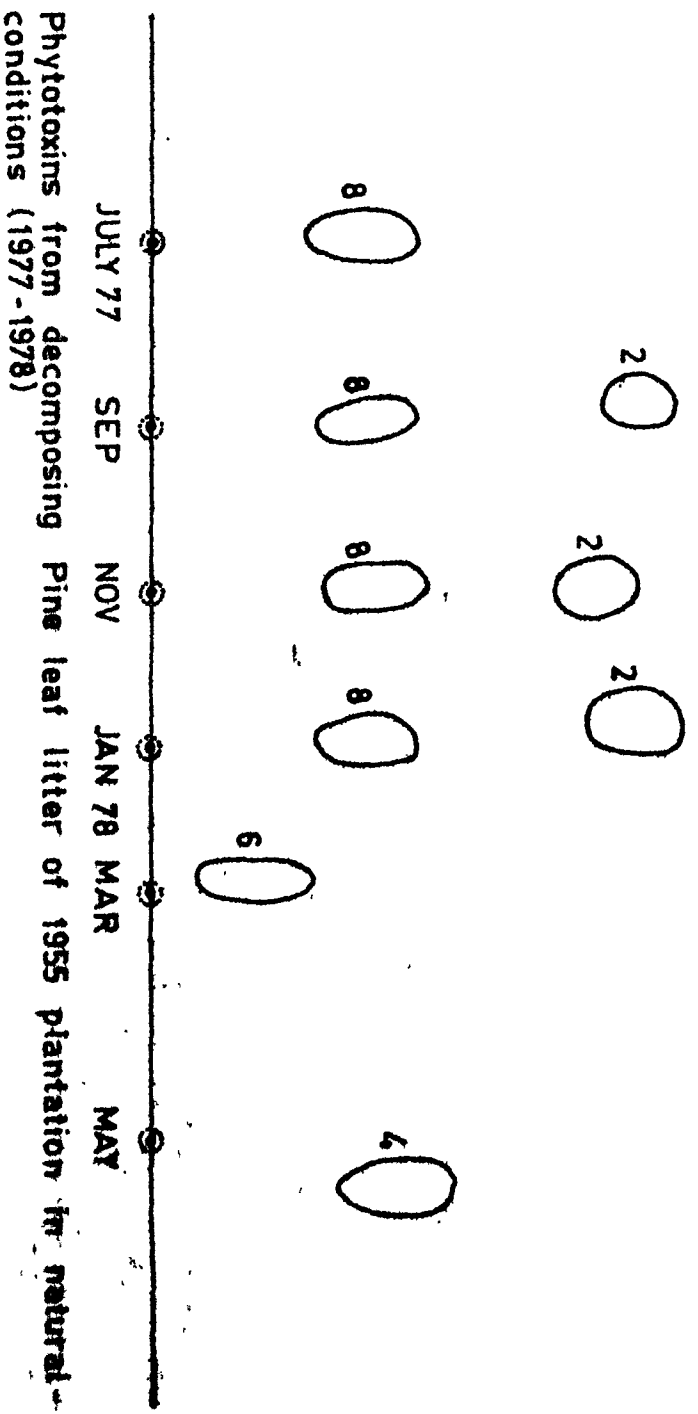 2 2 2
8 8 8 8 6 4
JULY 77 SEP NOV JAN 78 MAR MAY
Phytotoxins from decomposing Pine leaf litter of 1955 plantation in natural-
conditions (1977-1978)